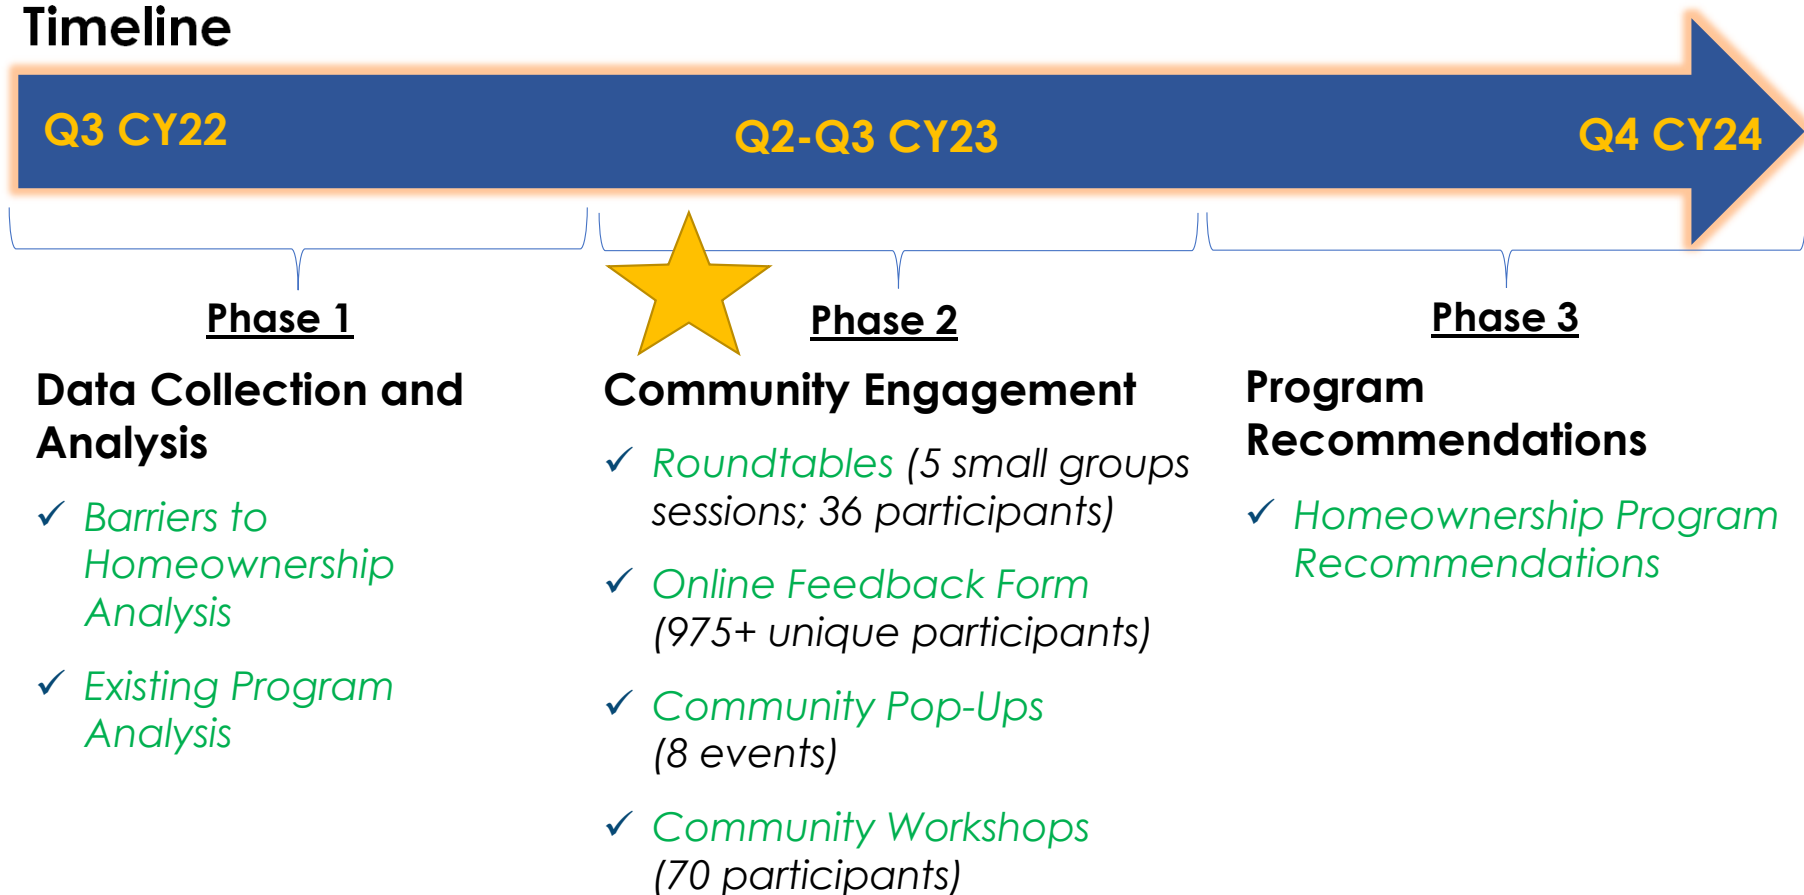 Timeline
Q3 CY22
Q2-Q3 CY23
Q4 CY24
Phase 1
Data Collection and
Analysis
✓ Barriers to
Homeownership
Analysis
✓ Existing Program
Analysis
Phase 2
Community Engagement
✓ Roundtables (5 small groups
sessions; 36 participants)
✓ Online Feedback Form
(975+ unique participants)
✓ Community Pop-Ups
(8 events)
✓ Community Workshops
(70 participants)
Phase 3
Program
Recommendations
✓ Homeownership Program
Recommendations